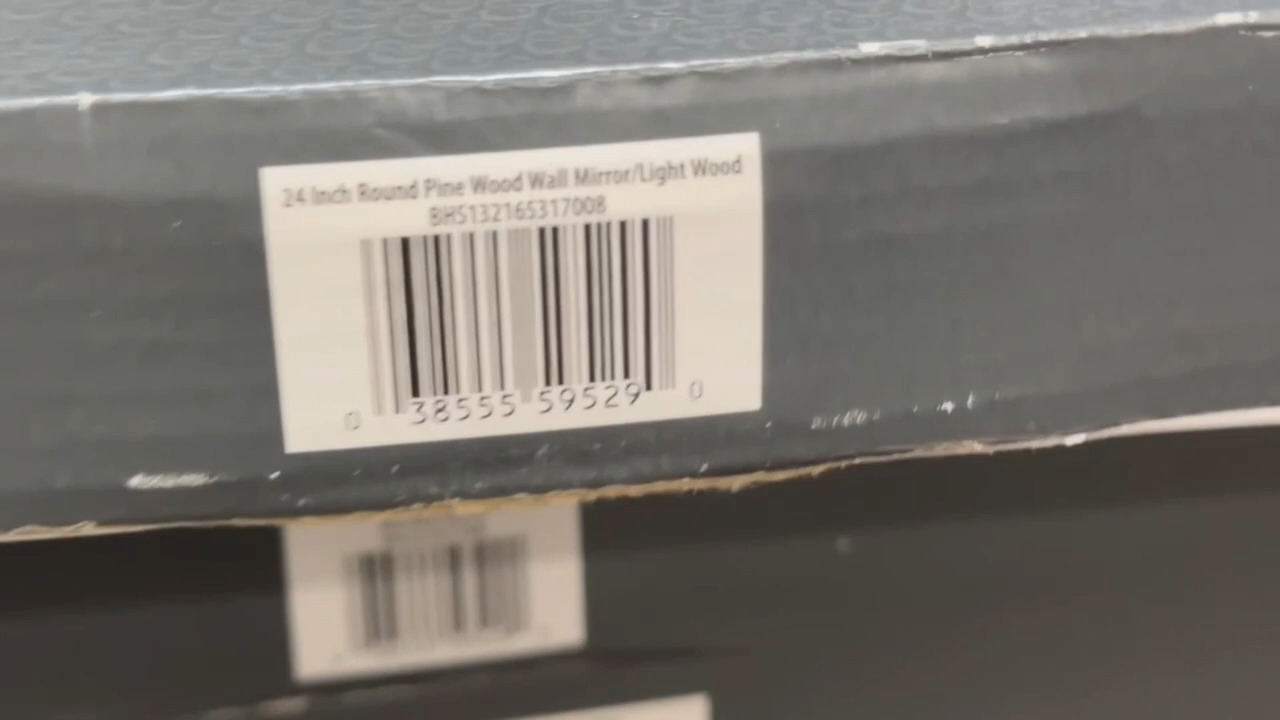 24 Inch Round Pine Wood Wall Mirror/Light Wood
BHS132165317008
0 38555 59529 0